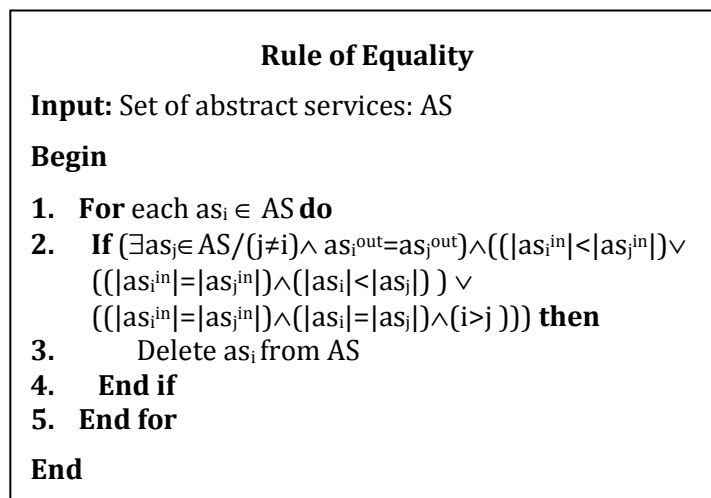 Rule of Equality
Input: Set of abstract services: AS
Begin
1. For each asᵢ ∈ AS do
2. If (∃asⱼ∈ AS/(j≠i)∧ asᵢᵒᵘᵗ=asⱼᵒᵘᵗ)∧((|asᵢⁱⁿ|<|asⱼⁱⁿ|)∨
((|asᵢⁱⁿ|=|asⱼⁱⁿ|)∧(|asᵢ|<|asⱼ|) ) ∨
((|asᵢⁱⁿ|=|asⱼⁱⁿ|)∧(|asᵢ|=|asⱼ|)∧(i>j ))) then
3. Delete asᵢ from AS
4. End if
5. End for
End